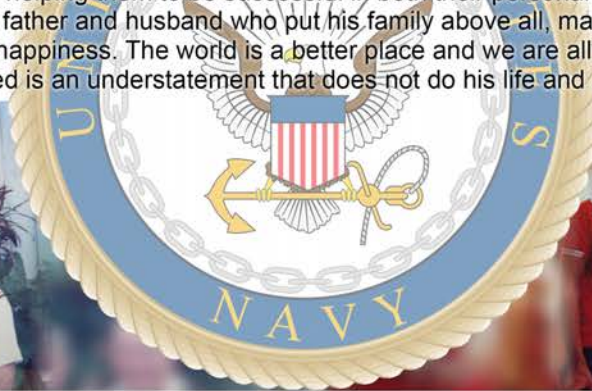 father and husband who put his family above all, ma
happiness. The world is a better place and we are all
ed is an understatement that does not do his life and
U N
E S
NAVY